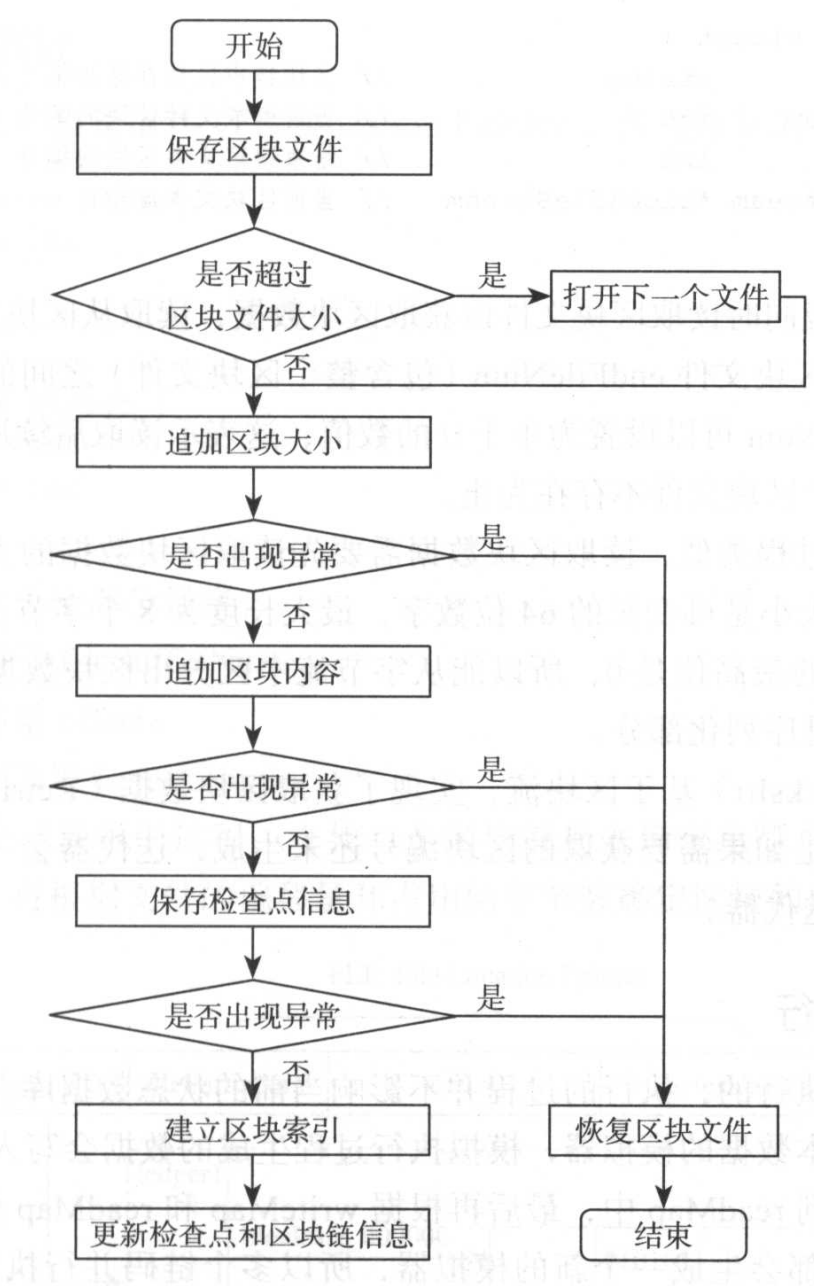 开始
保存区块文件
是否超过
区块文件大小
是
打开下一个文件
否
追加区块大小
是否出现异常
是
否
追加区块内容
是否出现异常
是
否
保存检查点信息
是否出现异常
是
否
建立区块索引
恢复区块文件
更新检查点和区块链信息
结束